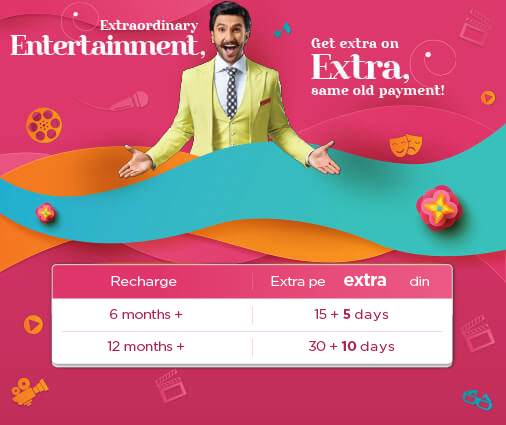 Extraordinary
Entertainment,
Get extra on
Extra,
same old payment!
Recharge Extra pe extra din
6 months + 15 + 5 days
12 months + 30 + 10 days